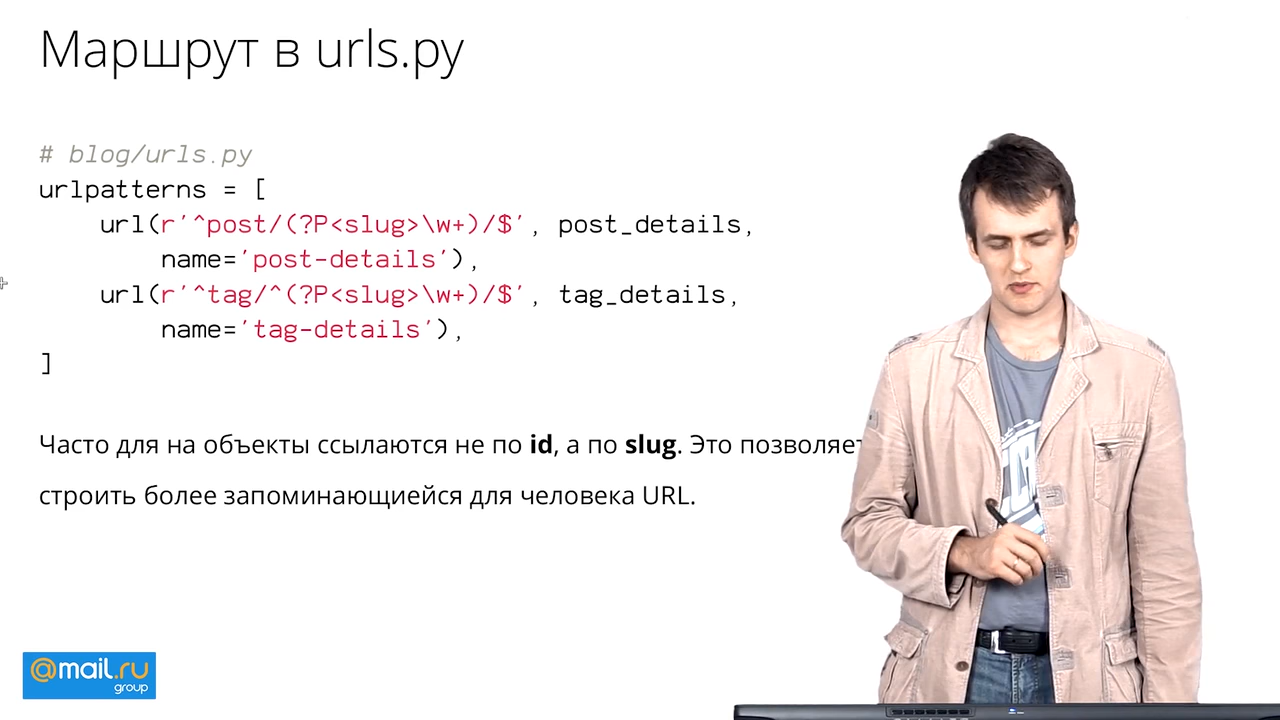 Маршрут в urls.py
# blog/urls.py
urlpatterns = [
url(r'^post/(?P<slug>\w+)/$', post_details,
name='post-details'),
url(r'^tag/^(?P<slug>\w+)/$', tag_details,
name='tag-details'),
]
Часто для на объекты ссылаются не по id, а по slug. Это позволяет
строить более запоминающиейся для человека URL.
@mail.ru
group